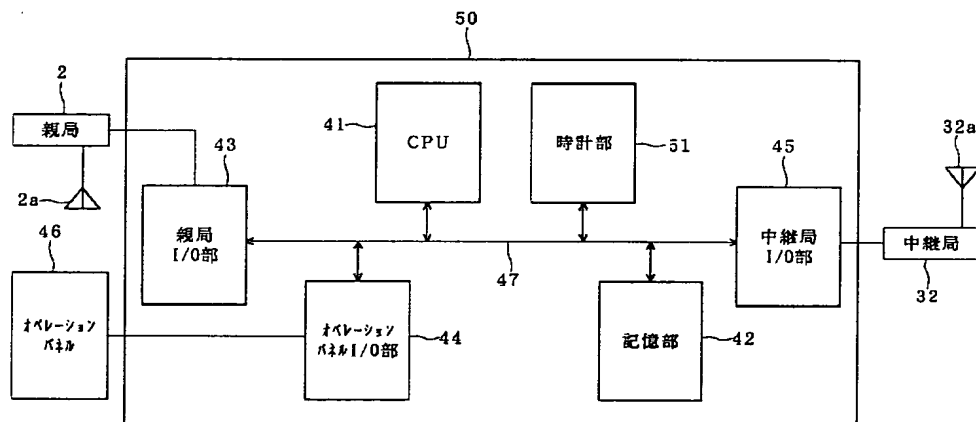 50
2
親局
2a
41
CPU
時計部
51
32a
43
45
親局
I/O部
中継局
I/O部
中継局
32
47
46
オペレーション
パネル
オペレーション
パネルI/O部
44
記憶部
42